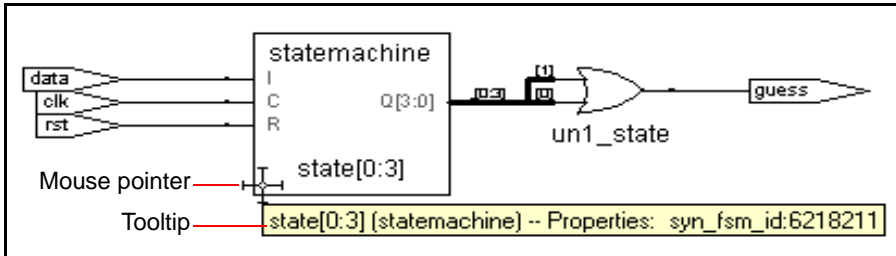 statemachine
data
clk
rst
I
C
R
Q[3:0]
[0:3]
[1]
[0]
guess
un1_state
state[0:3]
Mouse pointer
Tooltip
state[0:3] (statemachine) -- Properties: syn_fsm_id:6218211